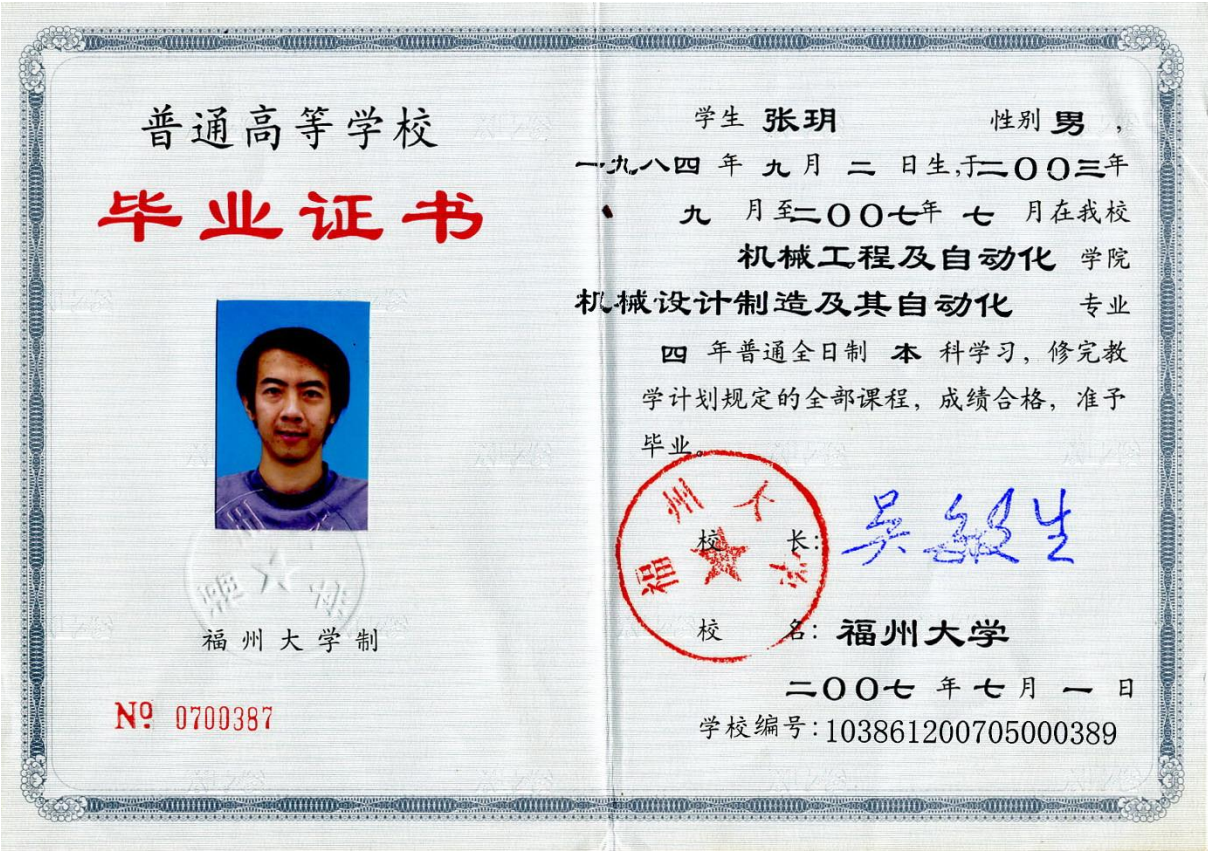 普通高等学校
毕业证书
福州大学制
№ 0700387
学生 张玥 性别 男 ，
一九八四 年 九 月 二 日生,于二〇〇三年
九 月至二〇〇七年 七 月在我校
机械工程及自动化 学院
机械设计制造及其自动化 专业
四 年普通全日制 本 科学习，修完教
学计划规定的全部课程，成绩合格，准予
毕业。
福州大学
校 长: 吴敏生
校 名: 福州大学
二〇〇七 年 七 月 一 日
学校编号:103861200705000389